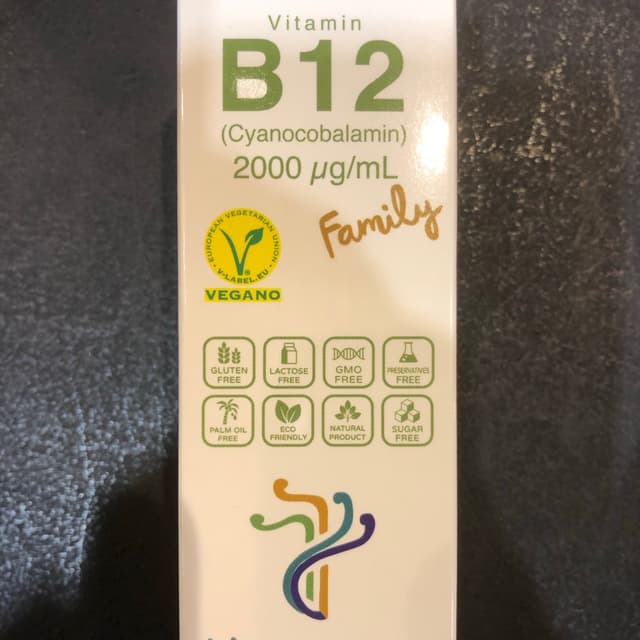 Vitamin
B12
(Cyanocobalamin)
2000 µg/mL
Family
EUROPEAN VEGETARIAN UNION
V-LABEL.EU
VEGANO
GLUTEN
FREE
LACTOSE
FREE
GMO
FREE
PRESERVATIVES
FREE
PALM OIL
FREE
ECO
FRIENDLY
NATURAL
PRODUCT
SUGAR
FREE